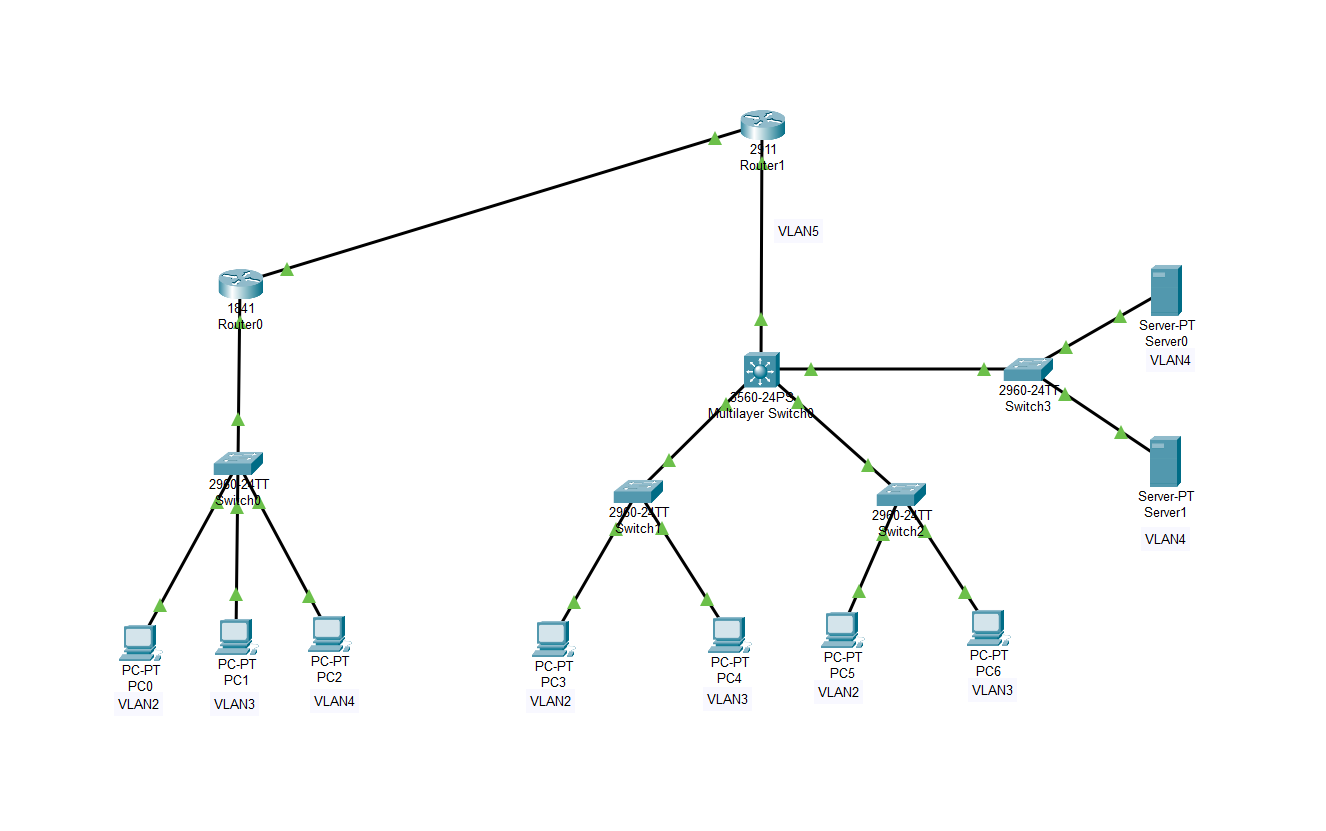 2911
Router1
VLAN5
1841
Router0
Server-PT
Server0
VLAN4
3560-24PS
Multilayer Switch0
2960-24TT
Switch3
2960-24TT
Switch0
2960-24TT
Switch1
2960-24TT
Switch2
Server-PT
Server1
VLAN4
PC-PT
PC0
VLAN2
PC-PT
PC1
VLAN3
PC-PT
PC2
VLAN4
PC-PT
PC3
VLAN2
PC-PT
PC4
VLAN3
PC-PT
PC5
VLAN2
PC-PT
PC6
VLAN3